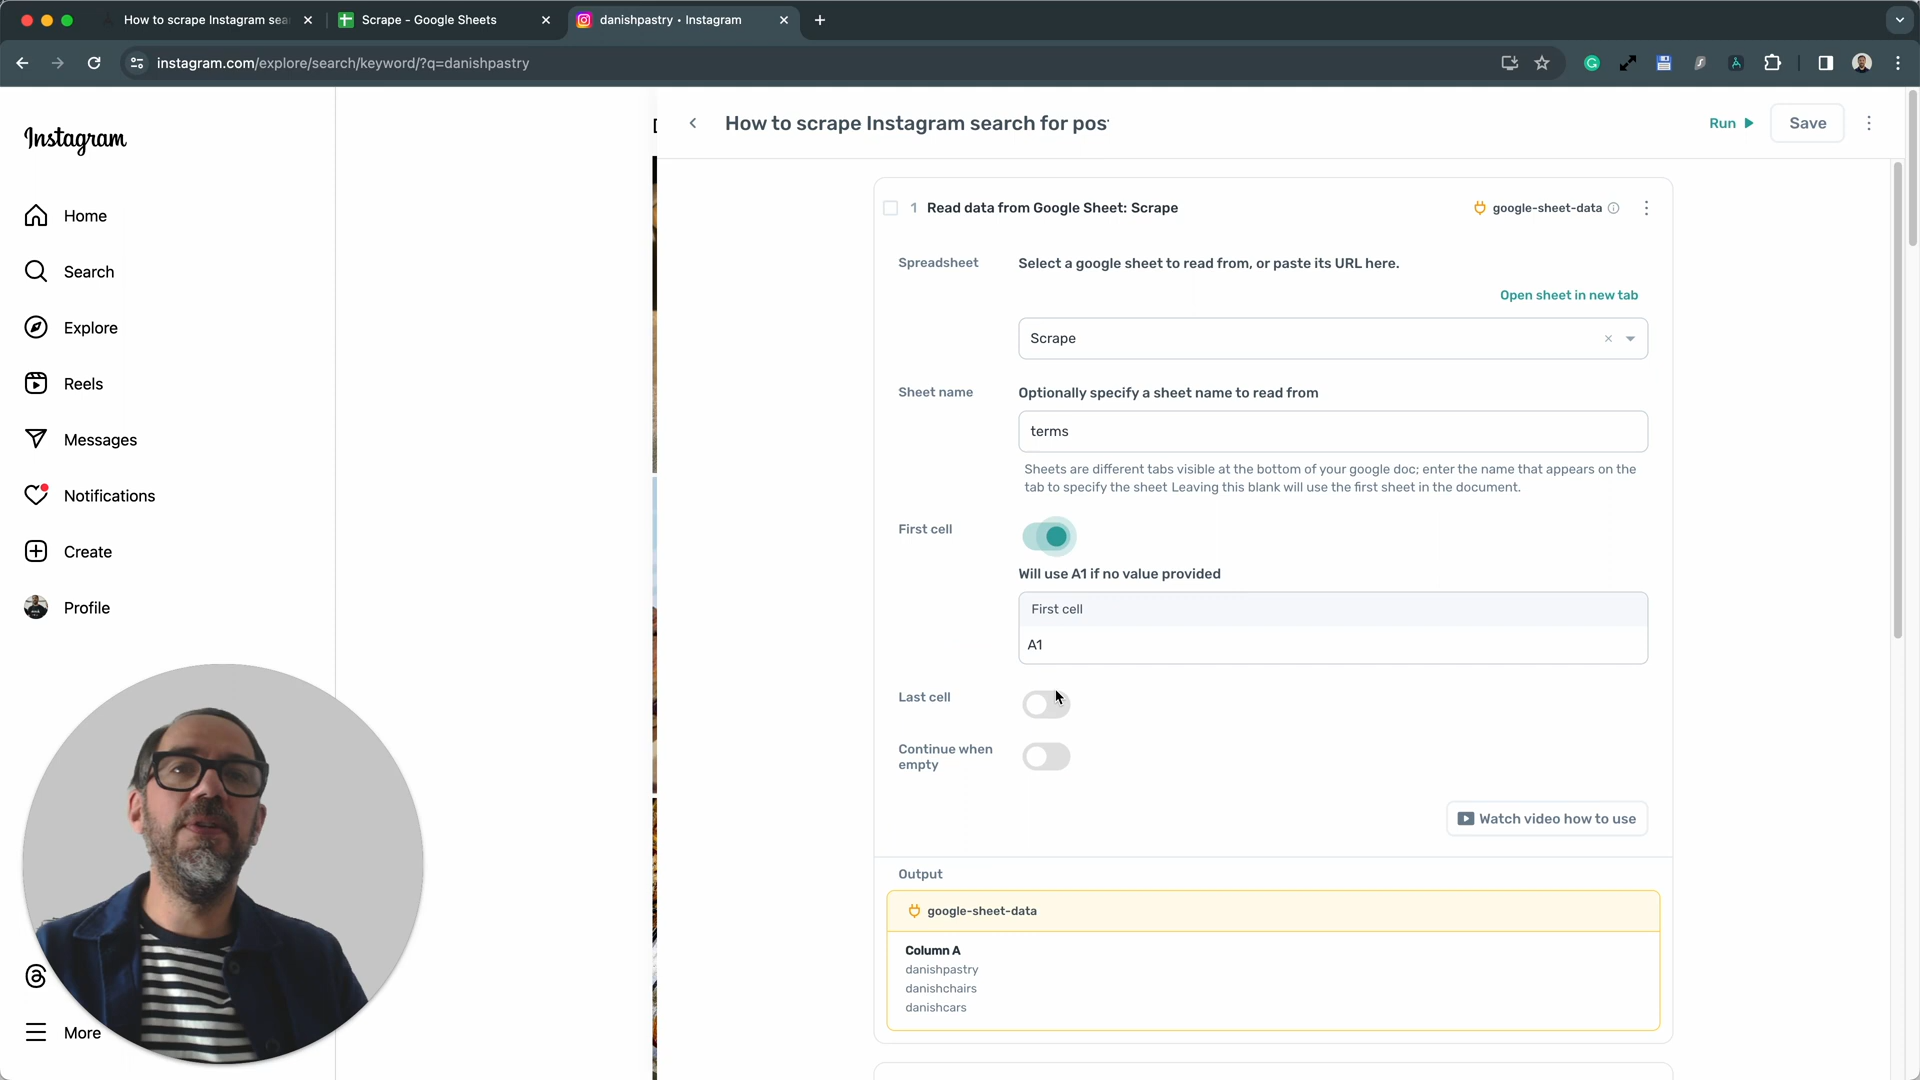 How to scrape Instagram sea
Scrape - Google Sheets
danishpastry • Instagram
instagram.com/explore/search/keyword/?q=danishpastry
Instagram
Home
Search
Explore
Reels
Messages
Notifications
Create
Profile
More
How to scrape Instagram search for pos
Run
Save
1 Read data from Google Sheet: Scrape
google-sheet-data
Spreadsheet
Select a google sheet to read from, or paste its URL here.
Open sheet in new tab
Scrape
Sheet name
Optionally specify a sheet name to read from
terms
Sheets are different tabs visible at the bottom of your google doc; enter the name that appears on the
tab to specify the sheet Leaving this blank will use the first sheet in the document.
First cell
Will use A1 if no value provided
First cell
A1
Last cell
Continue when
empty
Watch video how to use
Output
google-sheet-data
Column A
danishpastry
danishchairs
danishcars